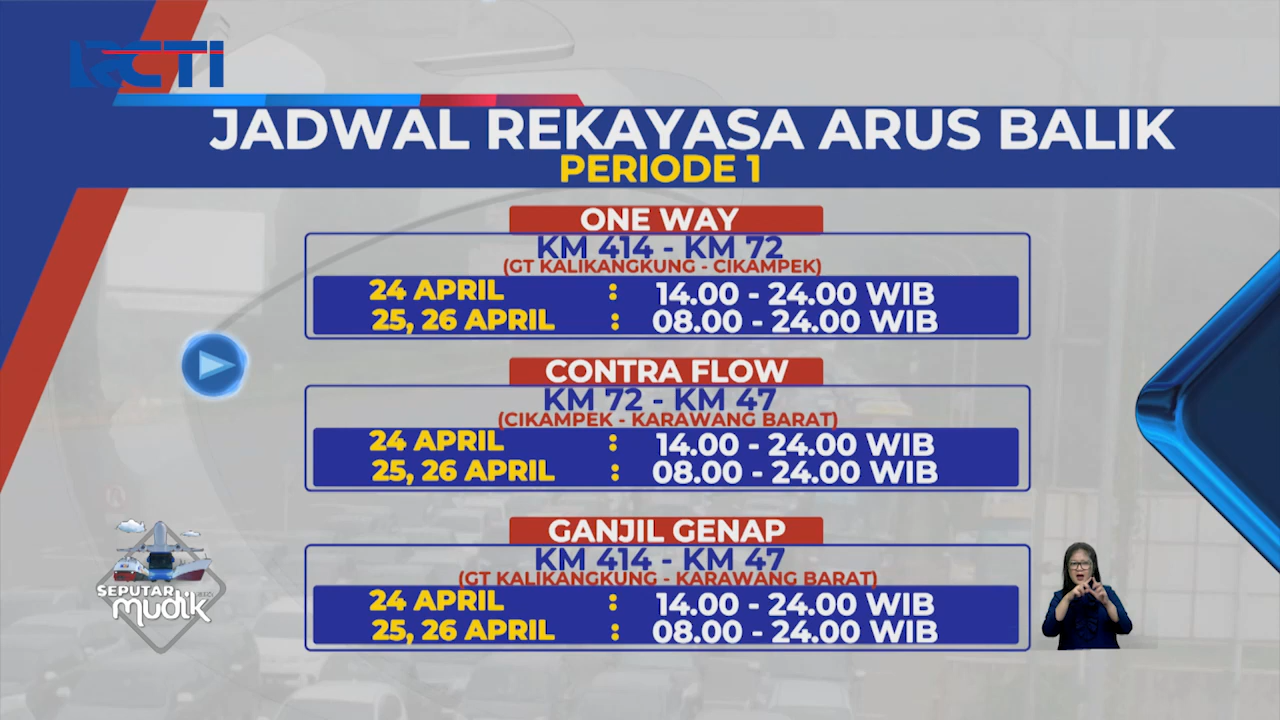 RCTI
JADWAL REKAYASA ARUS BALIK
PERIODE 1
ONE WAY
KM 414 - KM 72
(GT KALIKANGKUNG - CIKAMPEK)
24 APRIL : 14.00 - 24.00 WIB
25, 26 APRIL : 08.00 - 24.00 WIB
CONTRA FLOW
KM 72 - KM 47
(CIKAMPEK - KARAWANG BARAT)
24 APRIL : 14.00 - 24.00 WIB
25, 26 APRIL : 08.00 - 24.00 WIB
GANJIL GENAP
KM 414 - KM 47
(GT KALIKANGKUNG - KARAWANG BARAT)
24 APRIL : 14.00 - 24.00 WIB
25, 26 APRIL : 08.00 - 24.00 WIB
SEPUTAR
mudik